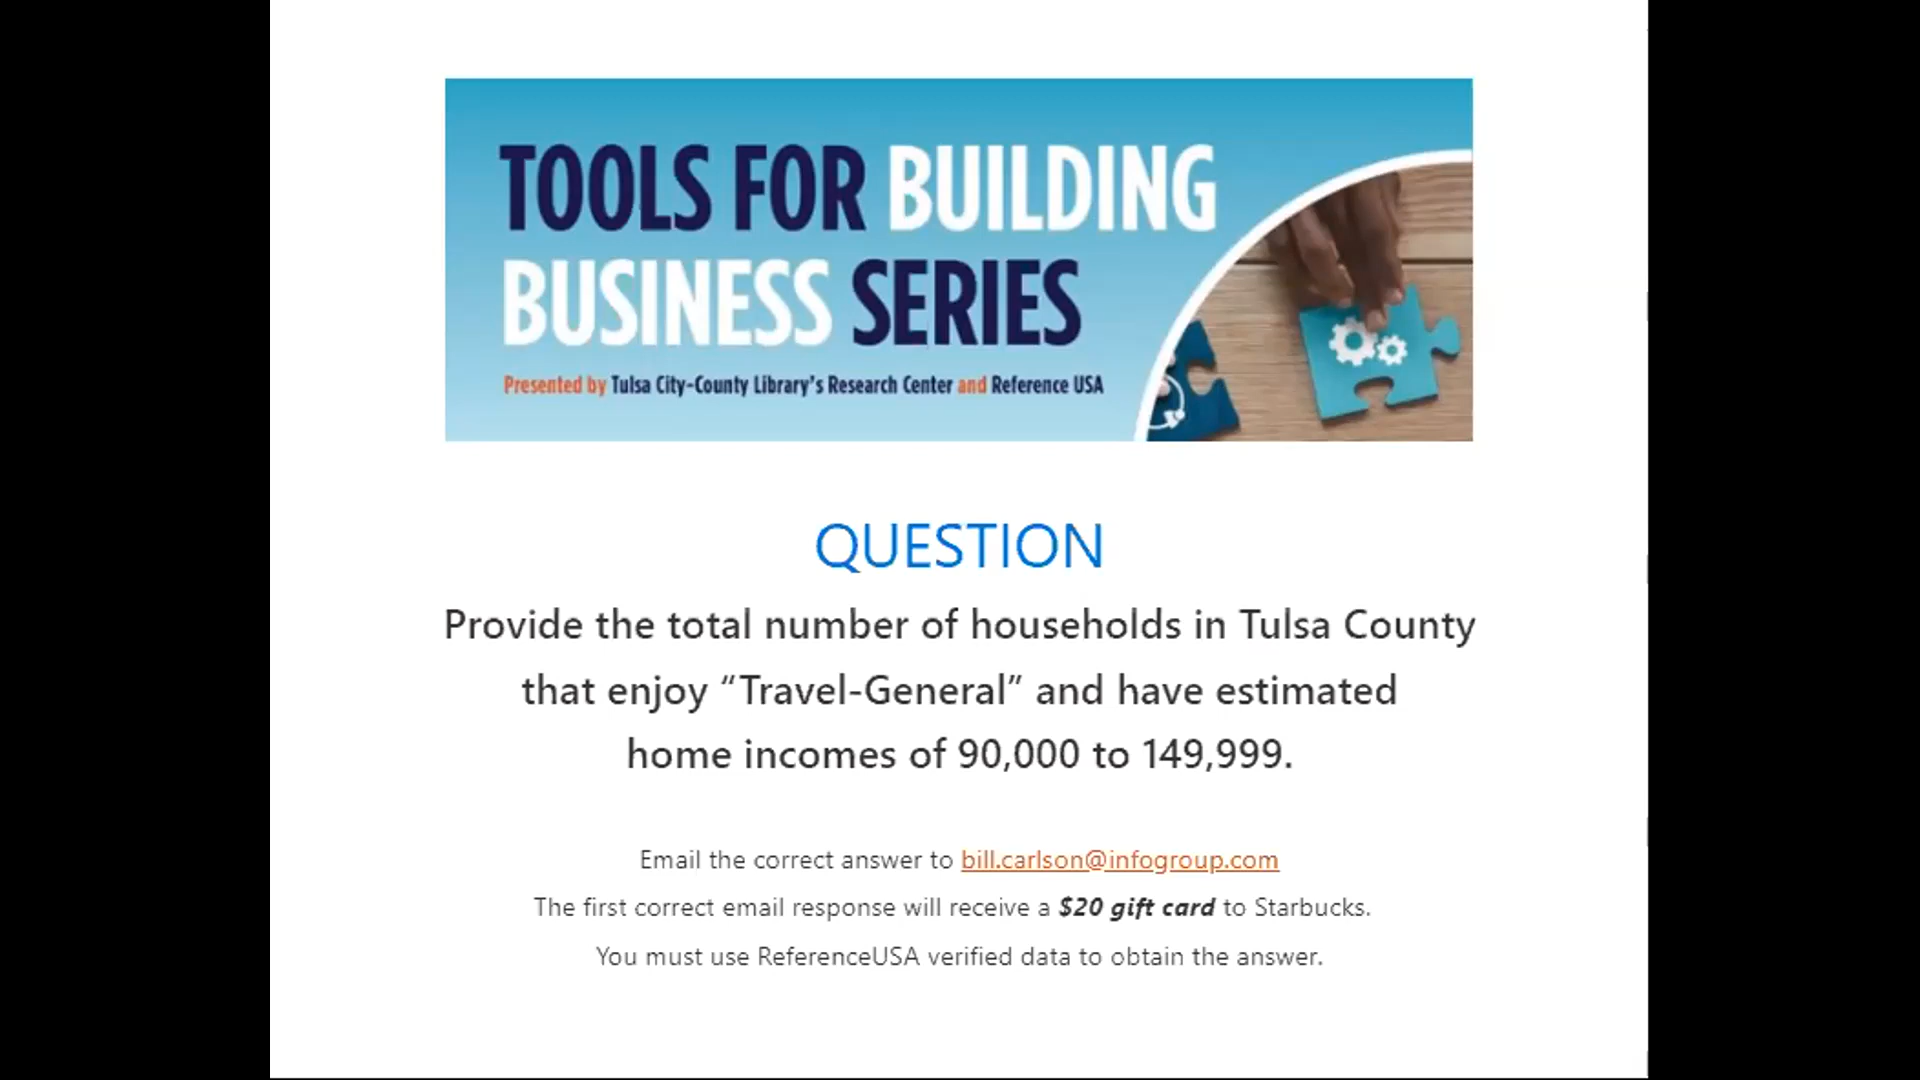 TOOLS FOR BUILDING
BUSINESS SERIES
Presented by Tulsa City-County Library's Research Center and Reference USA
QUESTION
Provide the total number of households in Tulsa County
that enjoy “Travel-General” and have estimated
home incomes of 90,000 to 149,999.
Email the correct answer to bill.carlson@infogroup.com
The first correct email response will receive a $20 gift card to Starbucks.
You must use ReferenceUSA verified data to obtain the answer.